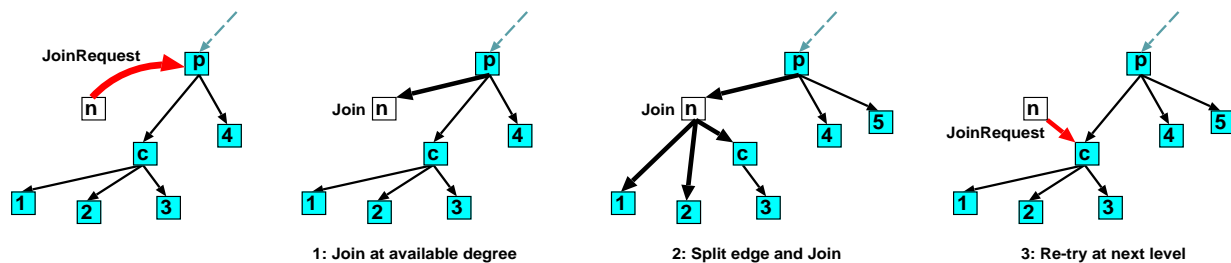 JoinRequest
p
n
4
c
1
2
3
p
Join n
4
c
1
2
3
1: Join at available degree
p
Join n
4
5
c
1
2
3
2: Split edge and Join
p
n
JoinRequest
4
5
c
1
2
3
3: Re-try at next level